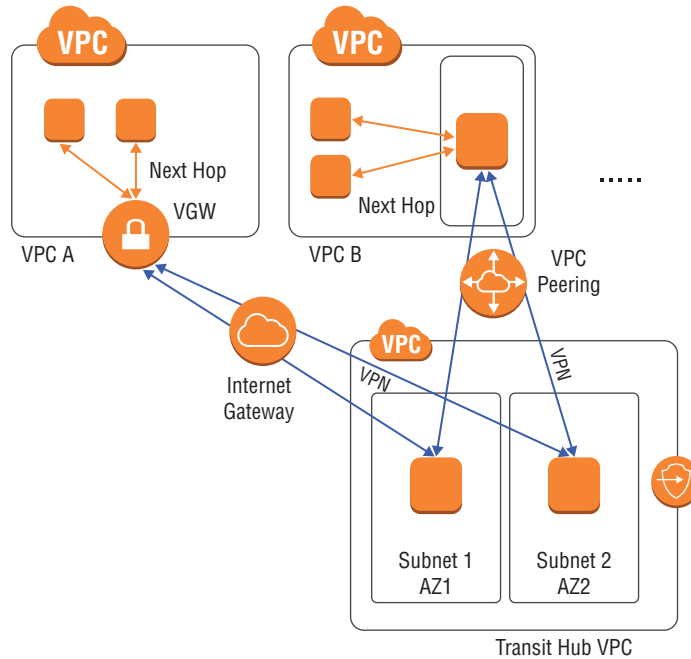 VPC
VPC
Next Hop
VGW
VPC A
Next Hop
VPC B
.....
VPC
Peering
Internet
Gateway
VPC
VPN
VPN
Subnet 1
AZ1
Subnet 2
AZ2
Transit Hub VPC